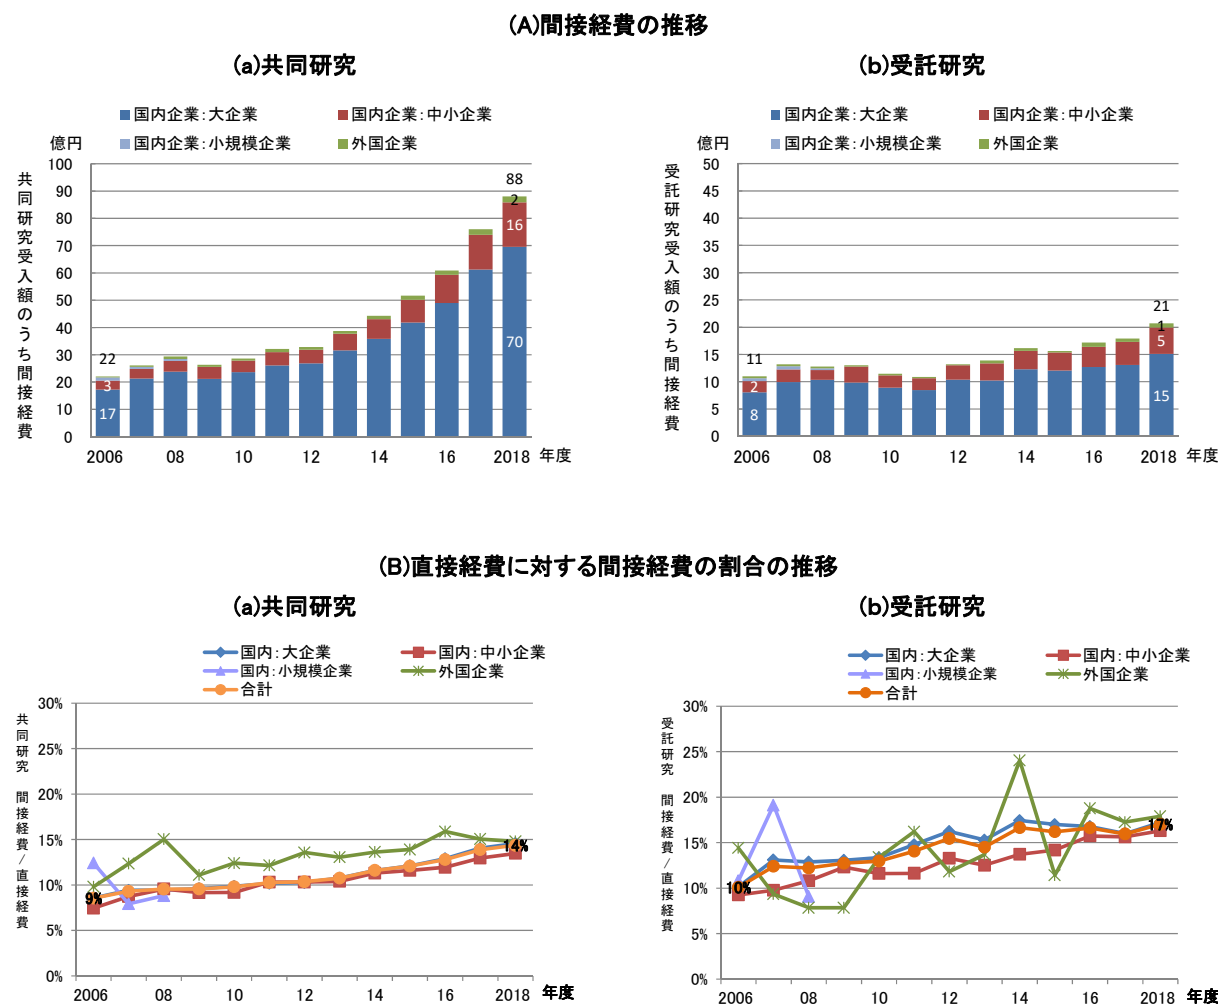 (A)間接経費の推移
(a)共同研究
国内企業:大企業
国内企業:中小企業
国内企業:小規模企業
外国企業
億円
共同研究受入額のうち間接経費
100
90
80
70
60
50
40
30
20
10
0
22
3
17
88
2
16
70
2006 08 10 12 14 16 2018 年度
(b)受託研究
国内企業:大企業
国内企業:中小企業
国内企業:小規模企業
外国企業
億円
受託研究受入額のうち間接経費
50
45
40
35
30
25
20
15
10
5
0
11
2
8
21
1
5
15
2006 08 10 12 14 16 2018 年度
(B)直接経費に対する間接経費の割合の推移
(a)共同研究
国内:大企業
国内:中小企業
国内:小規模企業
外国企業
合計
共同研究 間接経費/直接経費
30%
25%
20%
15%
10%
5%
0%
9%
14%
2006 08 10 12 14 16 2018 年度
(b)受託研究
国内:大企業
国内:中小企業
国内:小規模企業
外国企業
合計
受託研究 間接経費/直接経費
30%
25%
20%
15%
10%
5%
0%
10%
17%
2006 08 10 12 14 16 2018 年度